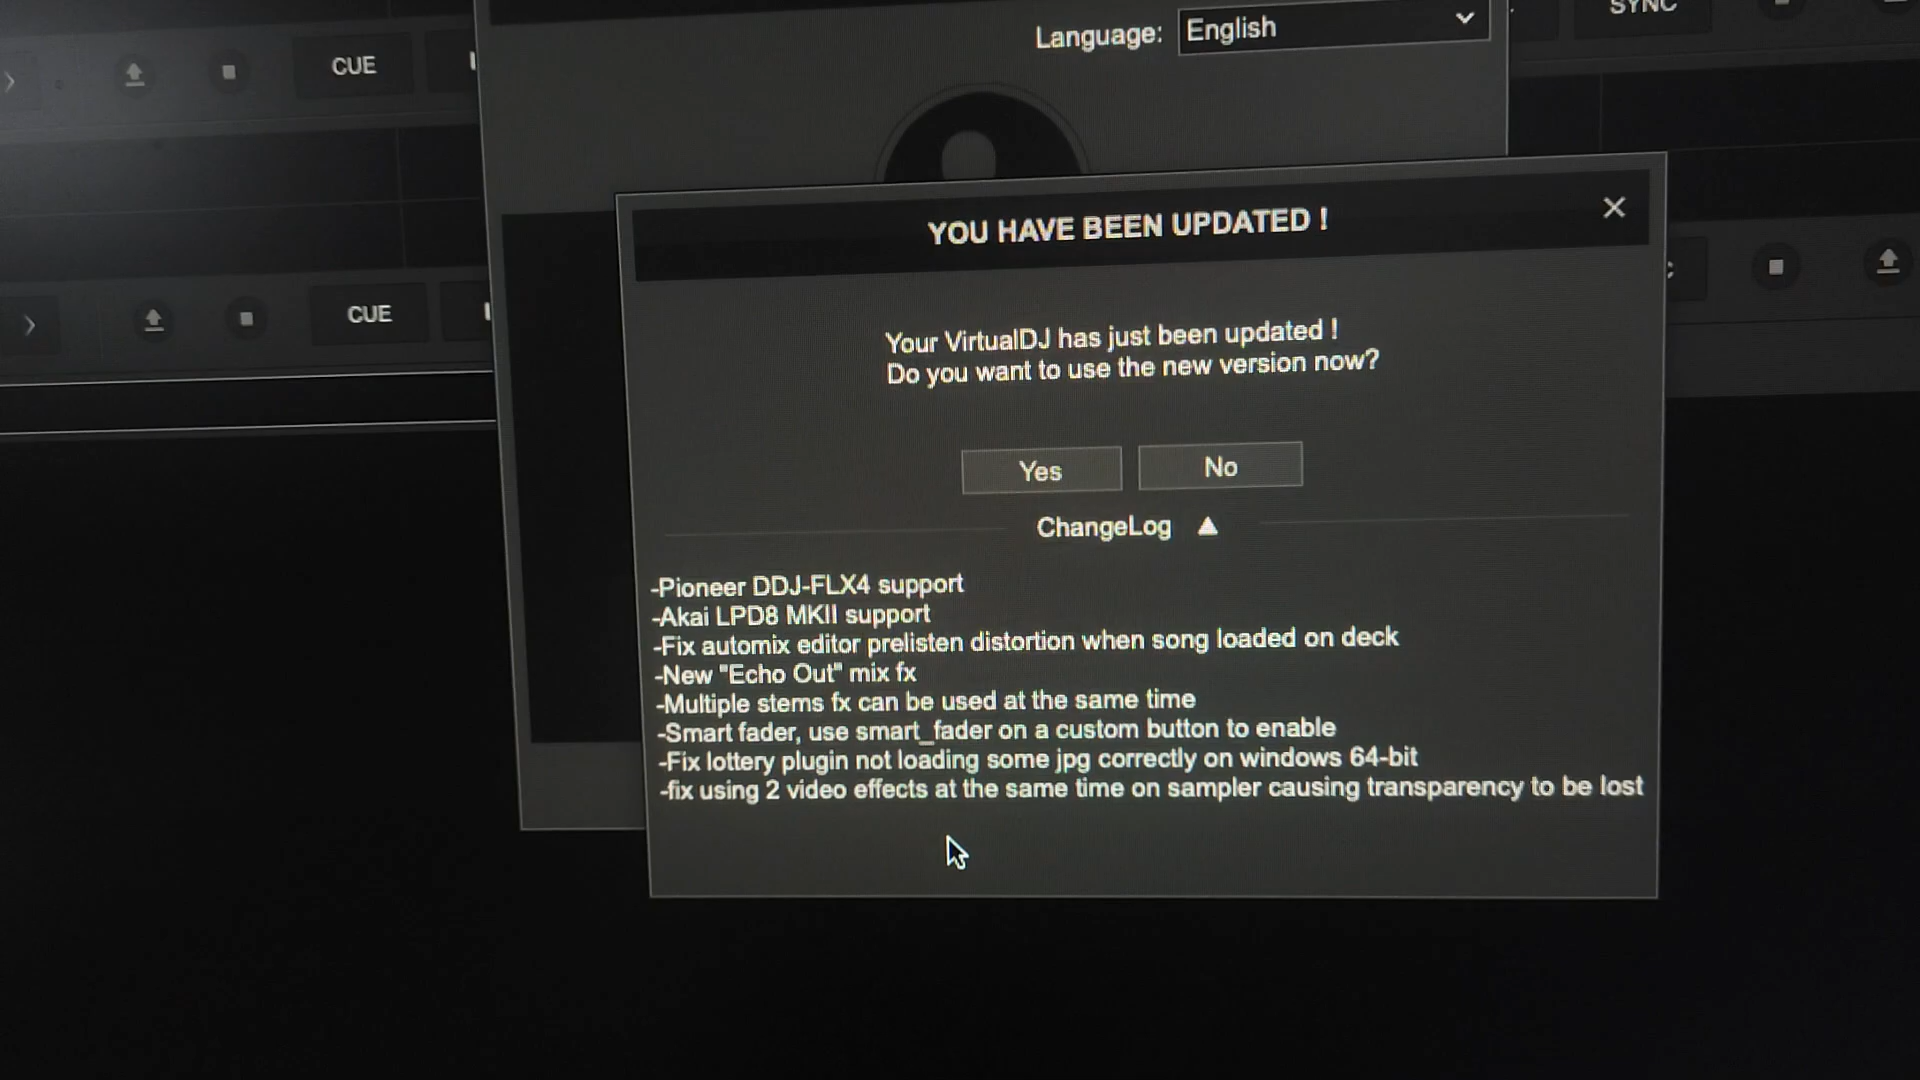 SYNC
Language: English
CUE
YOU HAVE BEEN UPDATED !
CUE
Your VirtualDJ has just been updated !
Do you want to use the new version now?
Yes No
ChangeLog
-Pioneer DDJ-FLX4 support
-Akai LPD8 MKII support
-Fix automix editor prelisten distortion when song loaded on deck
-New "Echo Out" mix fx
-Multiple stems fx can be used at the same time
-Smart fader, use smart_fader on a custom button to enable
-Fix lottery plugin not loading some jpg correctly on windows 64-bit
-fix using 2 video effects at the same time on sampler causing transparency to be lost